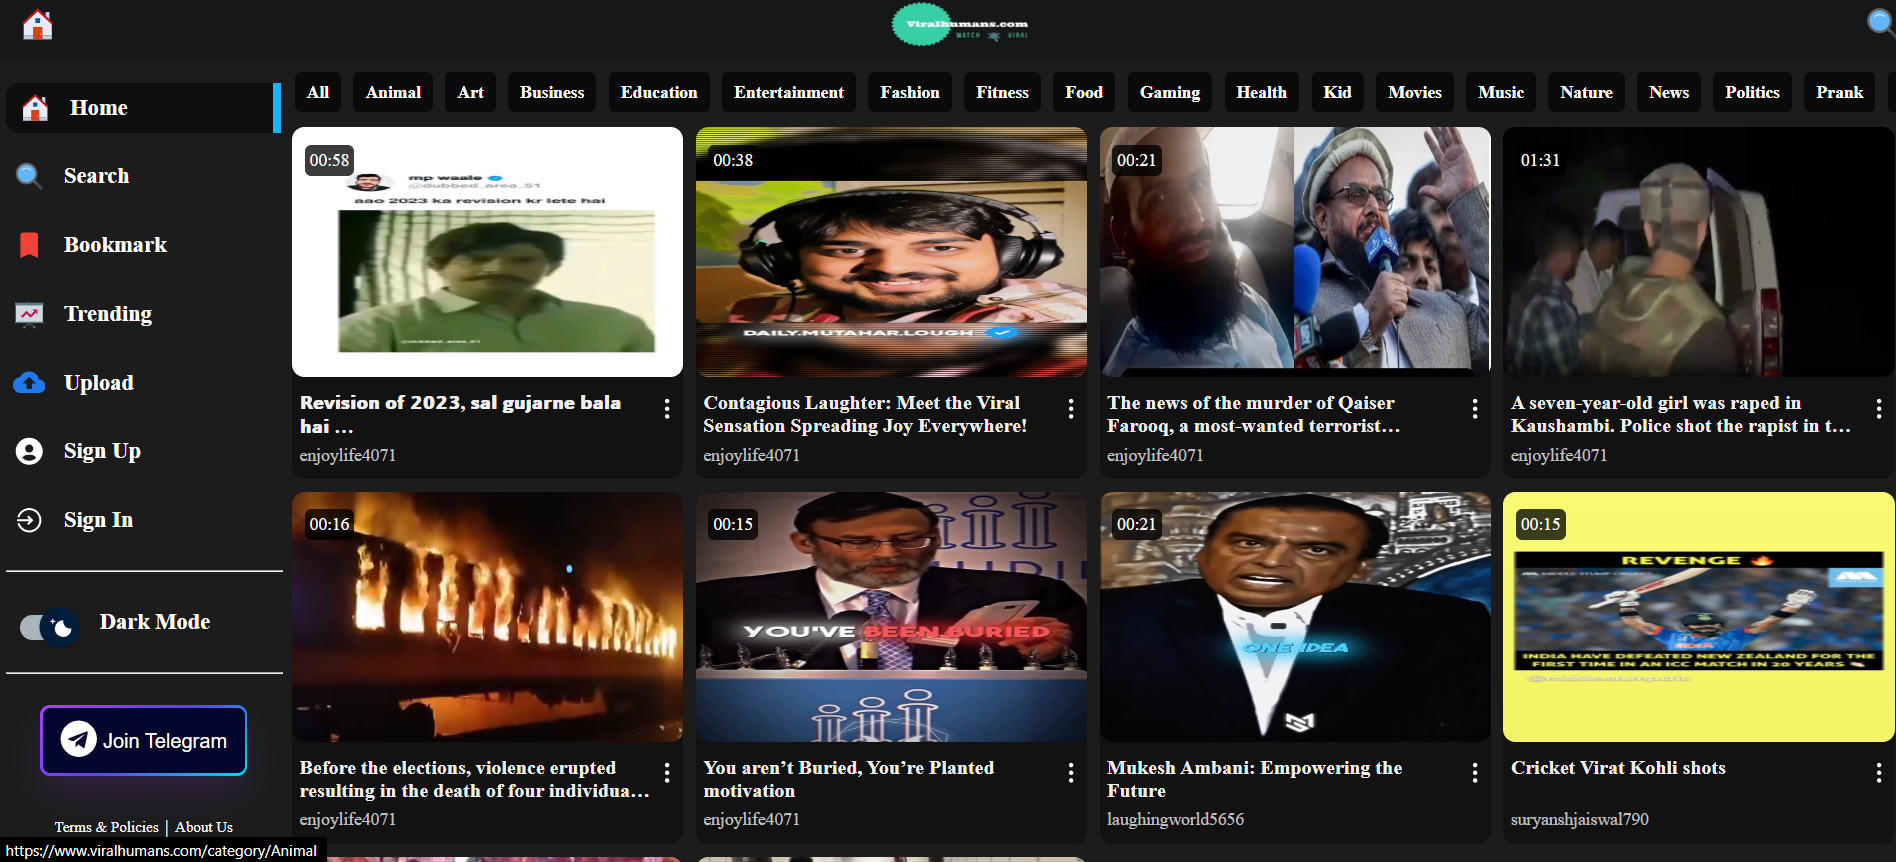 Viralhumans.com
WATCH VIRAL
Home
Search
Bookmark
Trending
Upload
Sign Up
Sign In
Dark Mode
Join Telegram
Terms & Policies | About Us
https://www.viralhumans.com/category/Animal
All Animal Art Business Education Entertainment Fashion Fitness Food Gaming Health Kid Movies Music Nature News Politics Prank
00:58
mp waale
@dubbed_area_51
aao 2023 ka revision kr lete hai
@dubbed_area_51
Revision of 2023, sal gujarne bala
hai ...
enjoylife4071
00:38
DAILY.MUTAHAR.LOUGH
Contagious Laughter: Meet the Viral
Sensation Spreading Joy Everywhere!
enjoylife4071
00:21
The news of the murder of Qaiser
Farooq, a most-wanted terrorist...
enjoylife4071
01:31
A seven-year-old girl was raped in
Kaushambi. Police shot the rapist in t...
enjoylife4071
00:16
Before the elections, violence erupted
resulting in the death of four individua...
enjoylife4071
00:15
YOU'VE BEEN BURIED
You aren’t Buried, You’re Planted
motivation
enjoylife4071
00:21
ONE IDEA
Mukesh Ambani: Empowering the
Future
laughingworld5656
00:15
REVENGE 🔥
MIDDLE STUMP CRICKET
INDIA HAVE DEFEATED NEW ZEALAND FOR THE
FIRST TIME IN AN ICC MATCH IN 20 YEARS
Cricket Virat Kohli shots
suryanshjaiswal790